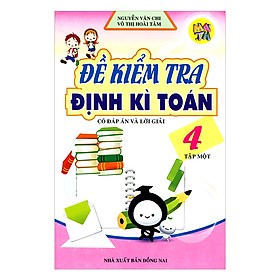 NGUYỄN VĂN CHI
VÕ THỊ HOÀI TÂM
ĐỀ KIỂM TRA
ĐỊNH KÌ TOÁN
CÓ ĐÁP ÁN VÀ LỜI GIẢI
4
TẬP MỘT
NHÀ XUẤT BẢN ĐỒNG NAI